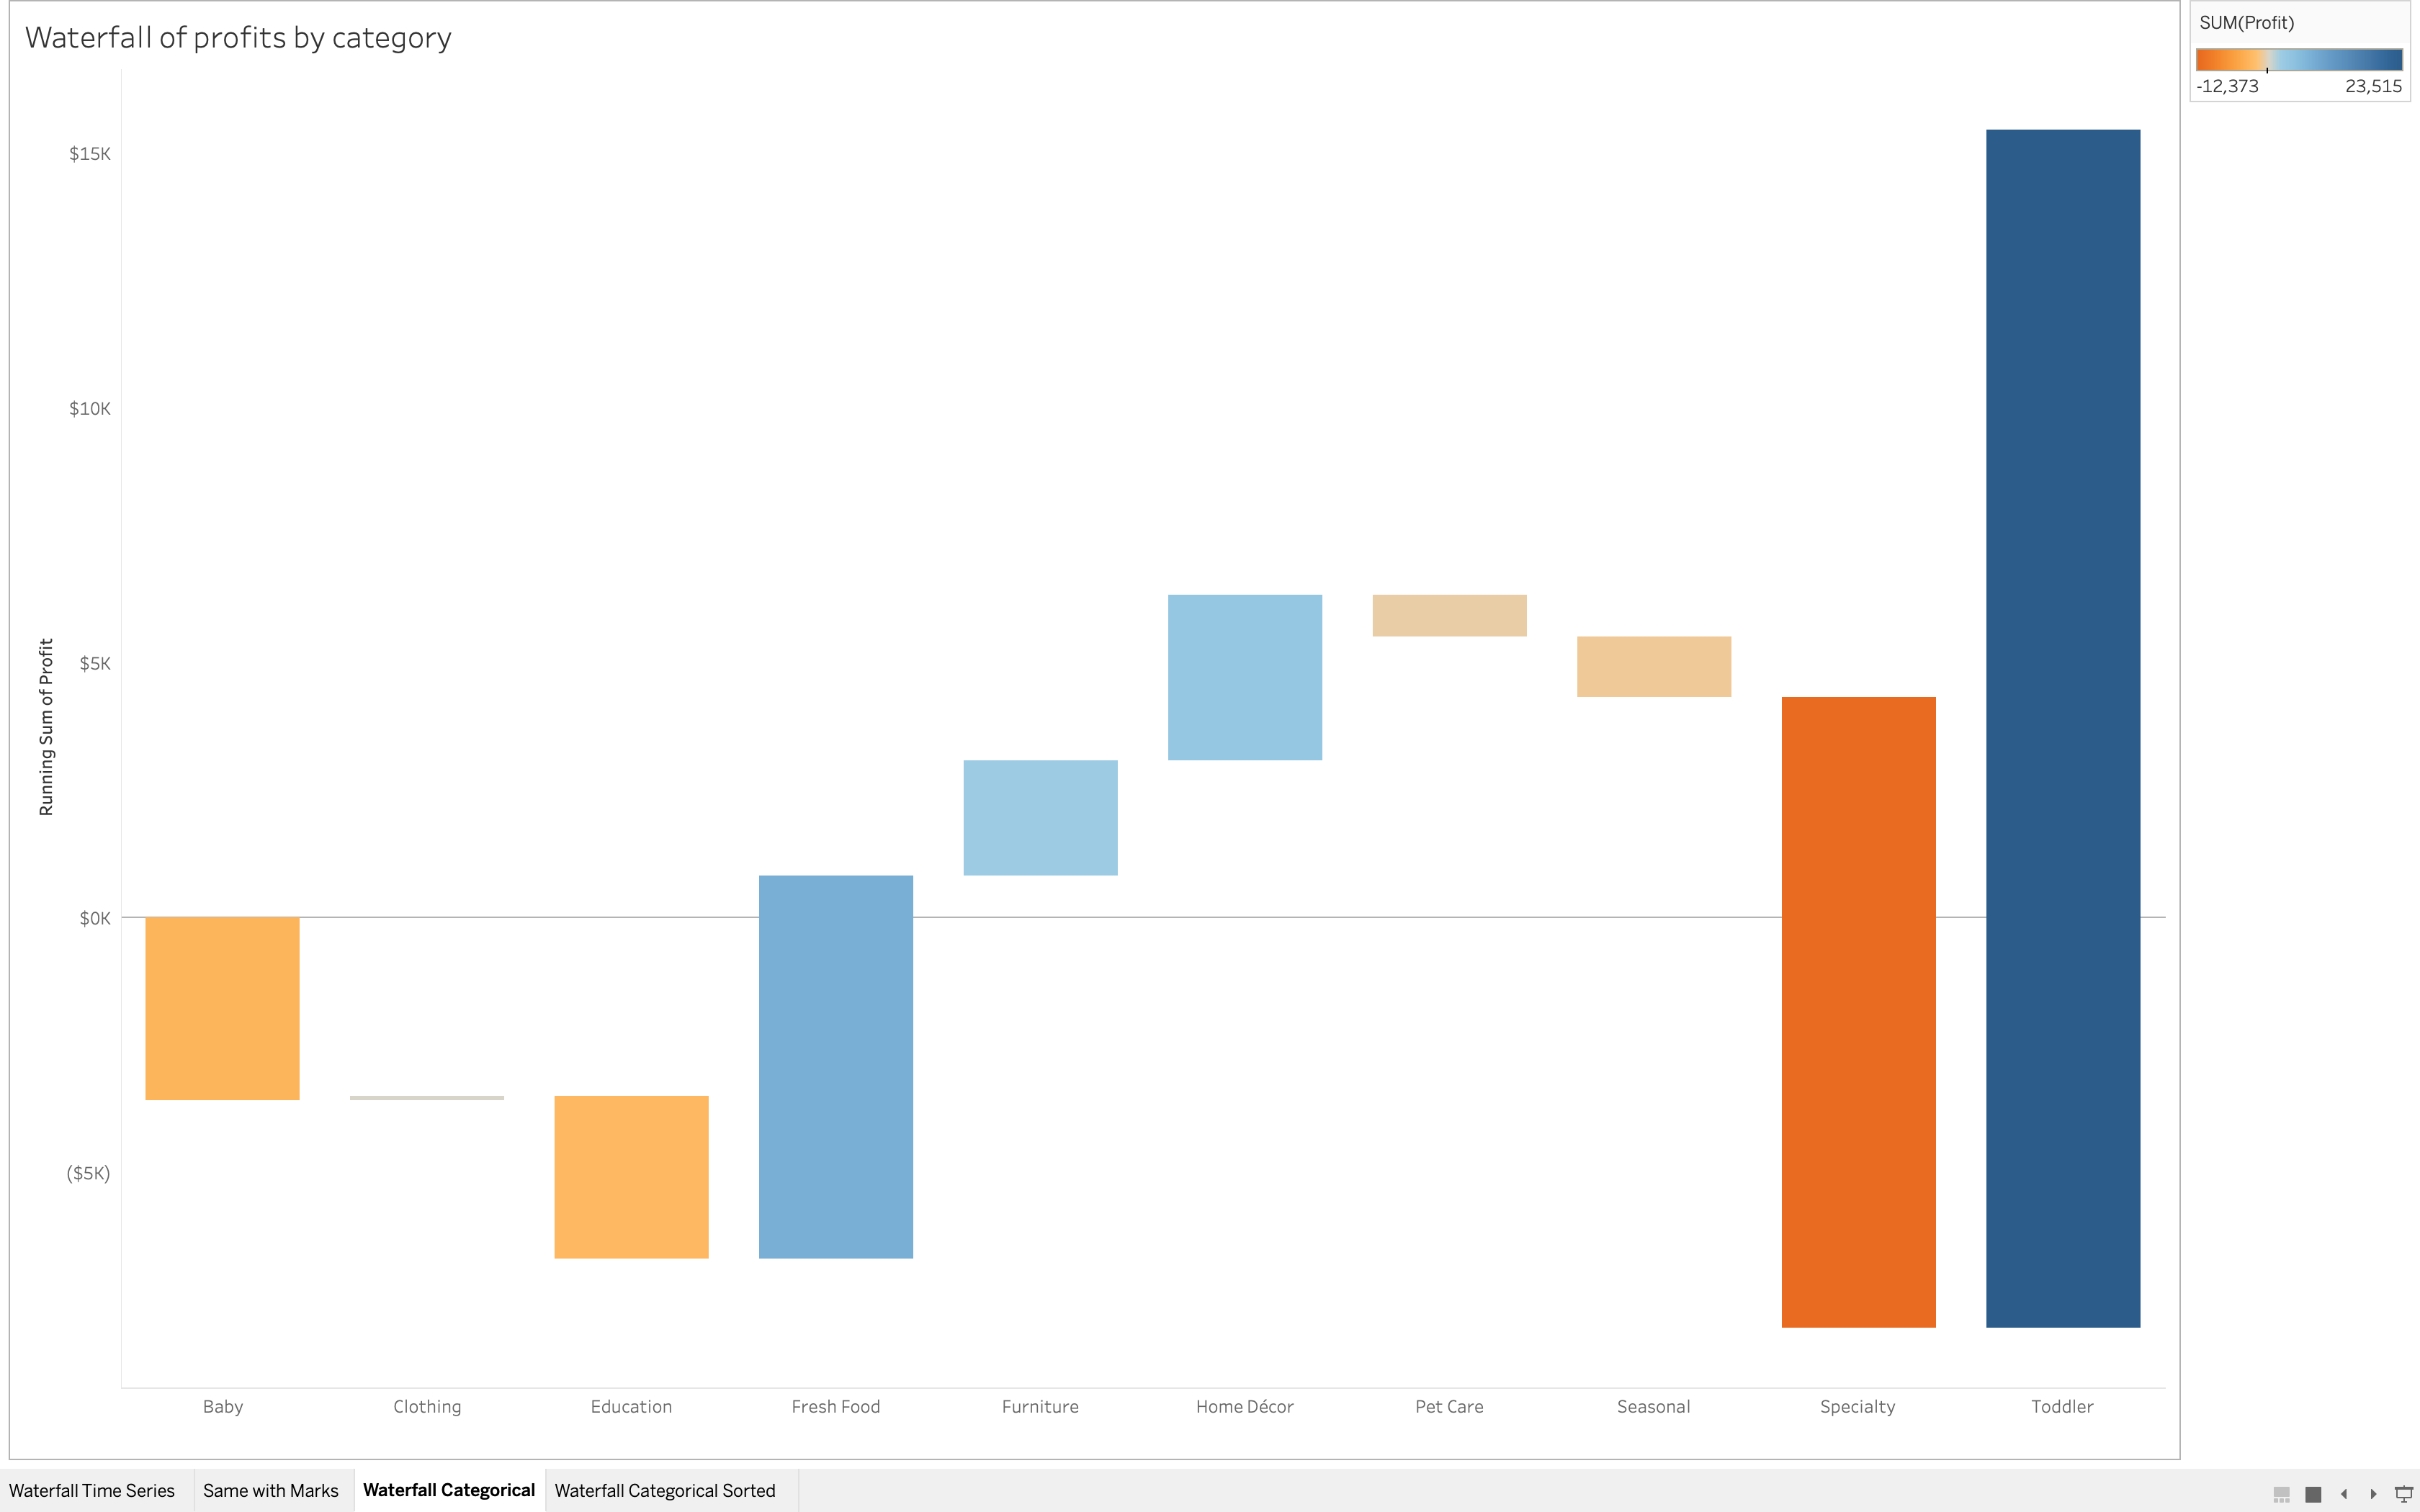 Waterfall of profits by category
SUM(Profit)
-12,373 23,515
Running Sum of Profit
$15K
$10K
$5K
$0K
($5K)
Baby Clothing Education Fresh Food Furniture Home Décor Pet Care Seasonal Specialty Toddler
Waterfall Time Series Same with Marks Waterfall Categorical Waterfall Categorical Sorted